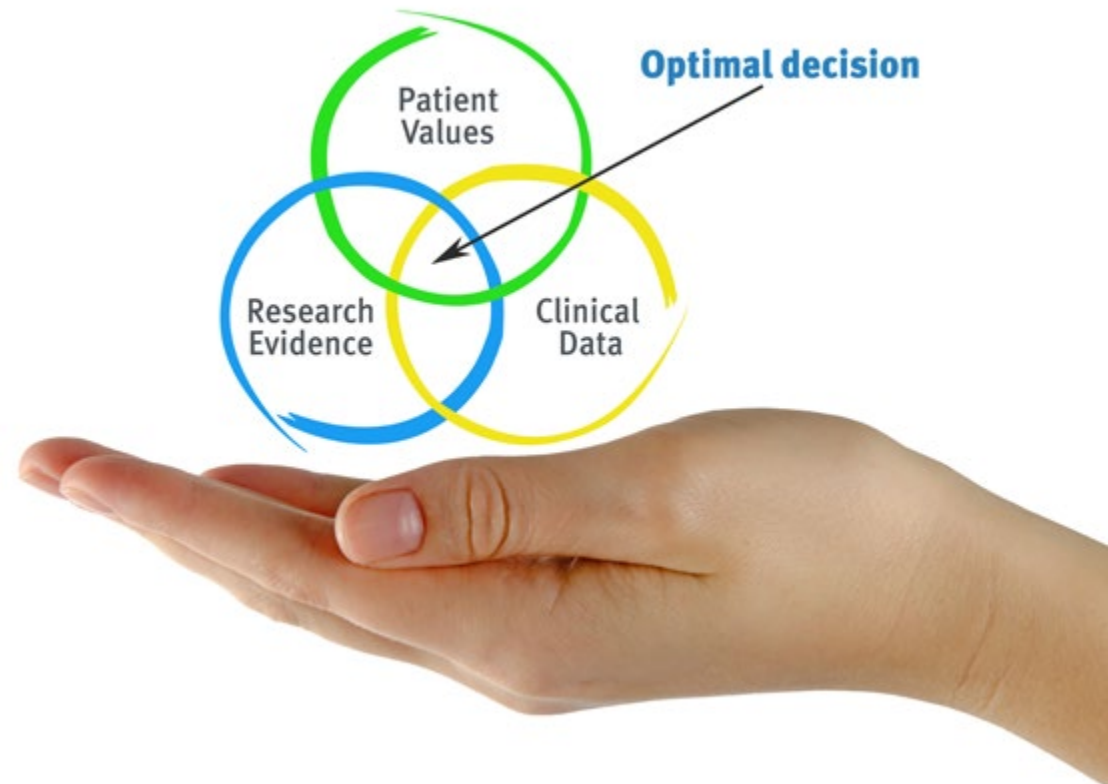 Optimal decision
Patient
Values
Research
Evidence
Clinical
Data